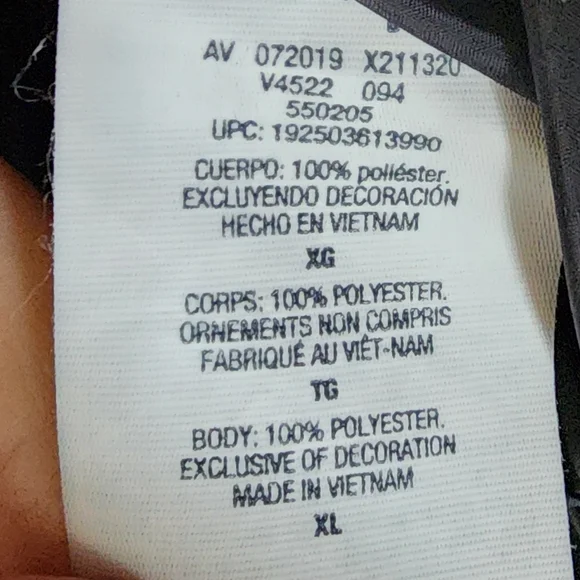 AV 072019 X211320
V4522 094
550205
UPC: 192503613990
CUERPO: 100% poliéster.
EXCLUYENDO DECORACIÓN
HECHO EN VIETNAM
XG
CORPS: 100% POLYESTER.
ORNEMENTS NON COMPRIS
FABRIQUÉ AU VIÊT-NAM
TG
BODY: 100% POLYESTER.
EXCLUSIVE OF DECORATION
MADE IN VIETNAM
XL